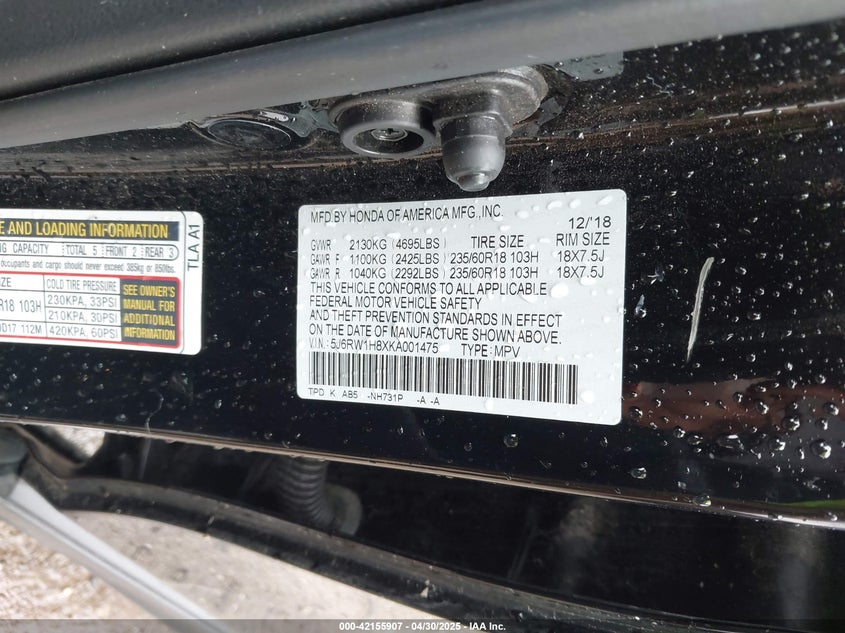 E AND LOADING INFORMATION
NG CAPACITY TOTAL 5 FRONT 2 REAR 3
occupants and cargo should never exceed 385kg or 850lbs.
SIZE COLD TIRE PRESSURE
R18 103H 230KPA, 33PSI
210KPA, 30PSI
D17 112M 420KPA, 60PSI
SEE OWNER'S
MANUAL FOR
ADDITIONAL
INFORMATION
TLA A1
MFD.BY HONDA OF AMERICA MFG.,INC. 12/'18
GVWR 2130KG (4695LBS) TIRE SIZE RIM SIZE
GAWR F 1100KG (2425LBS) 235/60R18 103H 18X7.5J
GAWR R 1040KG (2292LBS) 235/60R18 103H 18X7.5J
THIS VEHICLE CONFORMS TO ALL APPLICABLE
FEDERAL MOTOR VEHICLE SAFETY
AND THEFT PREVENTION STANDARDS IN EFFECT
ON THE DATE OF MANUFACTURE SHOWN ABOVE.
V.I.N.: 5J6RW1H8XKA001475 TYPE: MPV
TPD K AB5 -NH731P -A -A
000-42155907 - 04/30/2025 - IAA Inc.